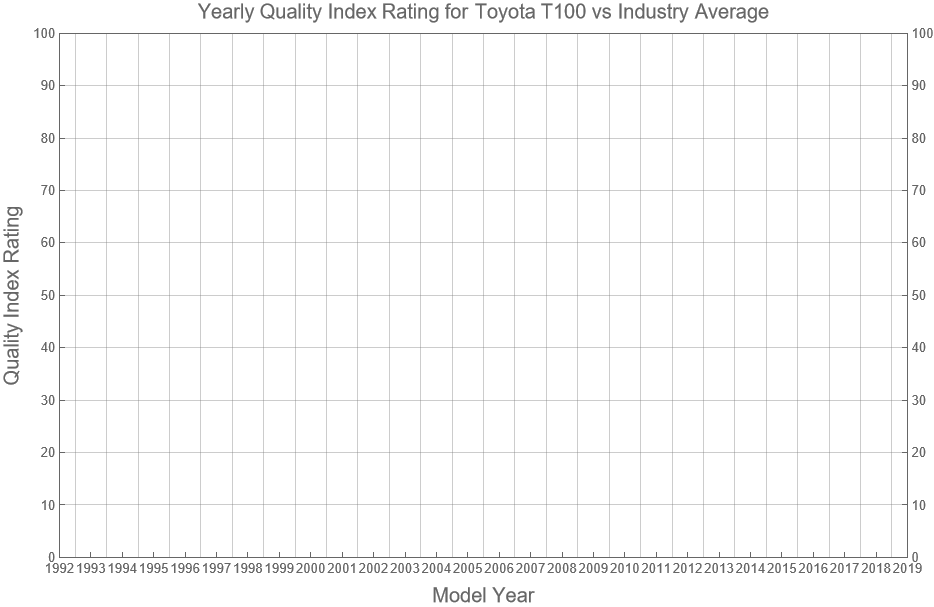 Yearly Quality Index Rating for Toyota T100 vs Industry Average
100 100
90 90
80 80
70 70
60 60
50 50
40 40
30 30
20 20
10 10
0 0
Quality Index Rating
1992 1993 1994 1995 1996 1997 1998 1999 2000 2001 2002 2003 2004 2005 2006 2007 2008 2009 2010 2011 2012 2013 2014 2015 2016 2017 2018 2019
Model Year